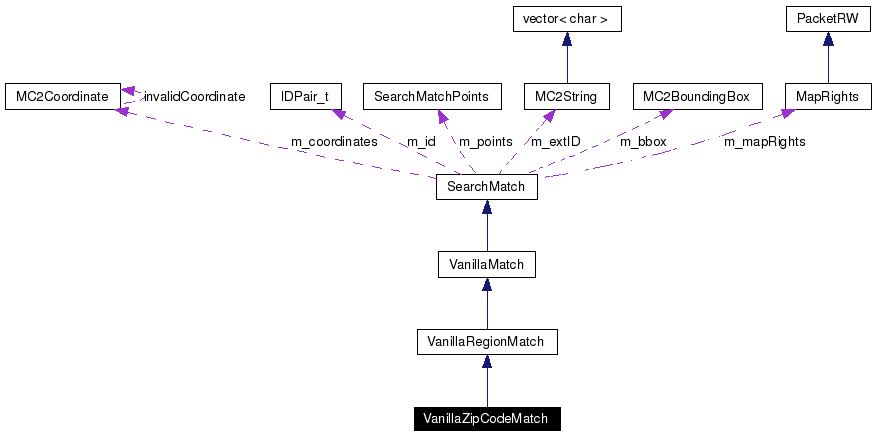 vector< char >
PacketRW
MC2Coordinate
invalidCoordinate
IDPair_t
SearchMatchPoints
MC2String
MC2BoundingBox
MapRights
m_coordinates
m_id
m_points
m_extID
m_bbox
m_mapRights
SearchMatch
VanillaMatch
VanillaRegionMatch
VanillaZipCodeMatch